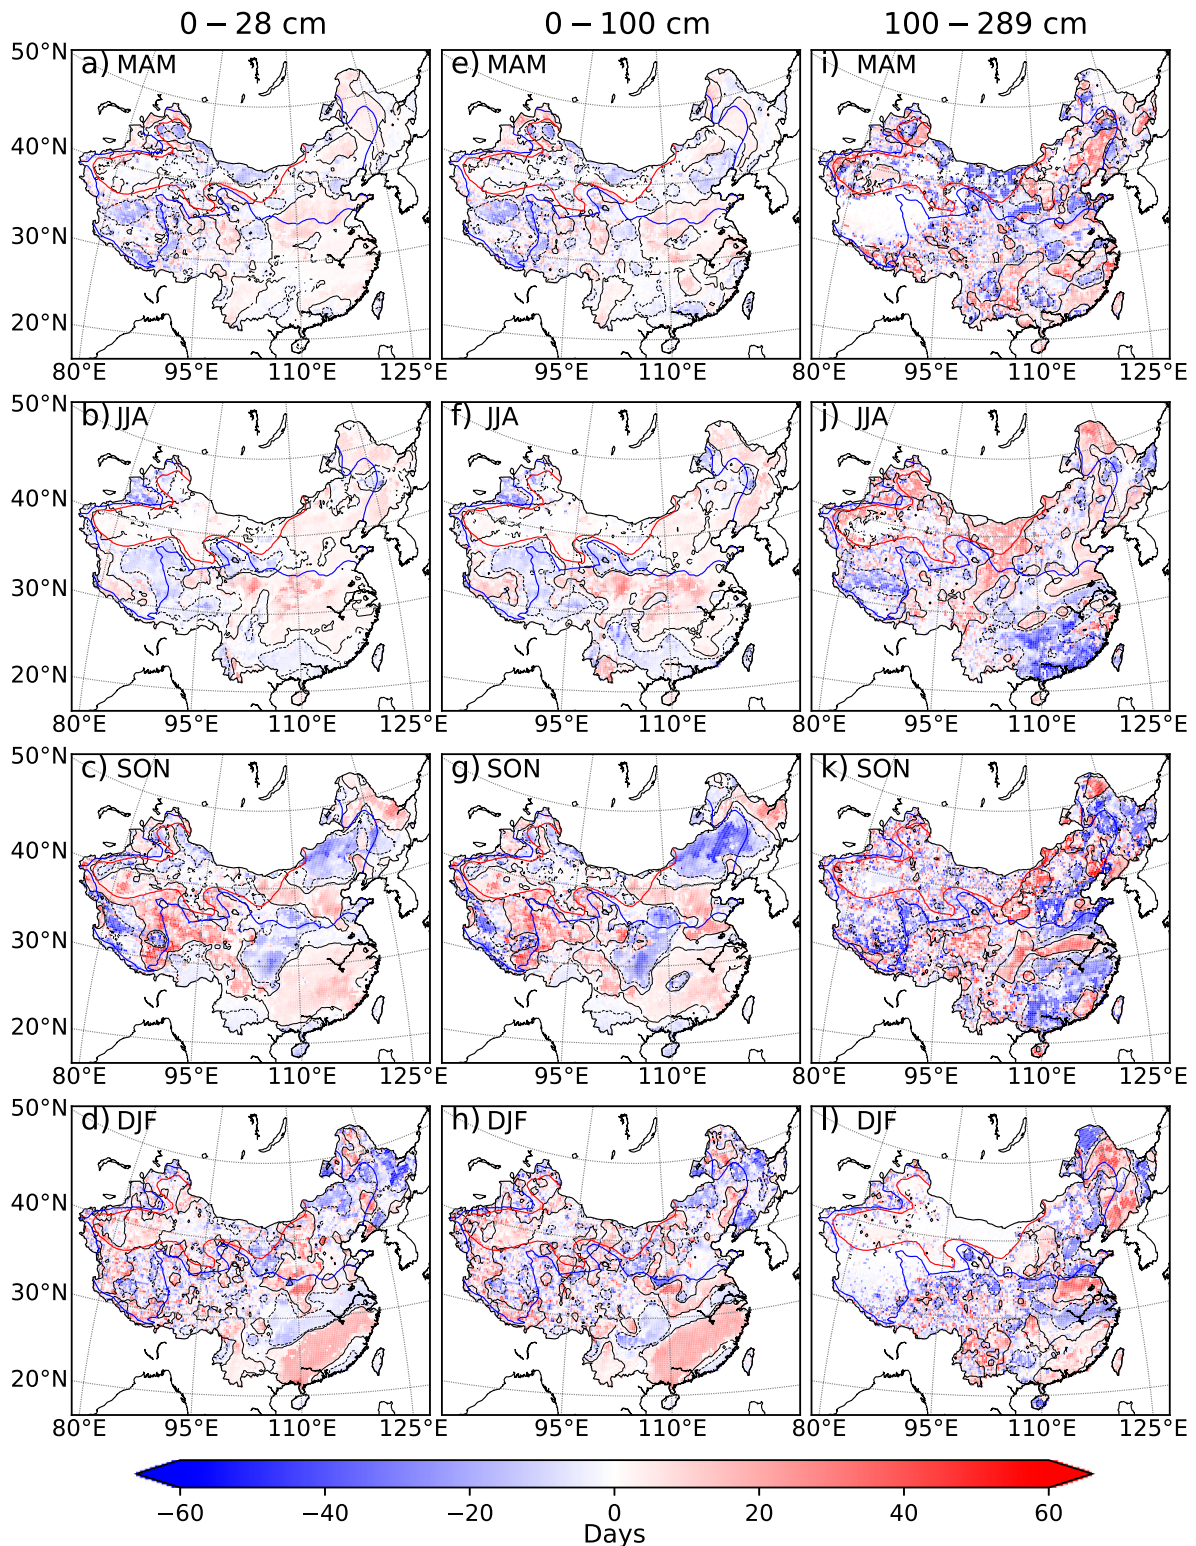 0 − 28 cm 0 − 100 cm 100 − 289 cm
50°N a) MAM e) MAM i) MAM
40°N
30°N
20°N
80°E 95°E 110°E 125°E 80°E 95°E 110°E 125°E 80°E 95°E 110°E 125°E
50°N b) JJA f) JJA j) JJA
40°N
30°N
20°N
80°E 95°E 110°E 125°E 80°E 95°E 110°E 125°E 80°E 95°E 110°E 125°E
50°N c) SON g) SON k) SON
40°N
30°N
20°N
80°E 95°E 110°E 125°E 80°E 95°E 110°E 125°E 80°E 95°E 110°E 125°E
50°N d) DJF h) DJF l) DJF
40°N
30°N
20°N
80°E 95°E 110°E 125°E 80°E 95°E 110°E 125°E 80°E 95°E 110°E 125°E
−60 −40 −20 0 20 40 60
Days